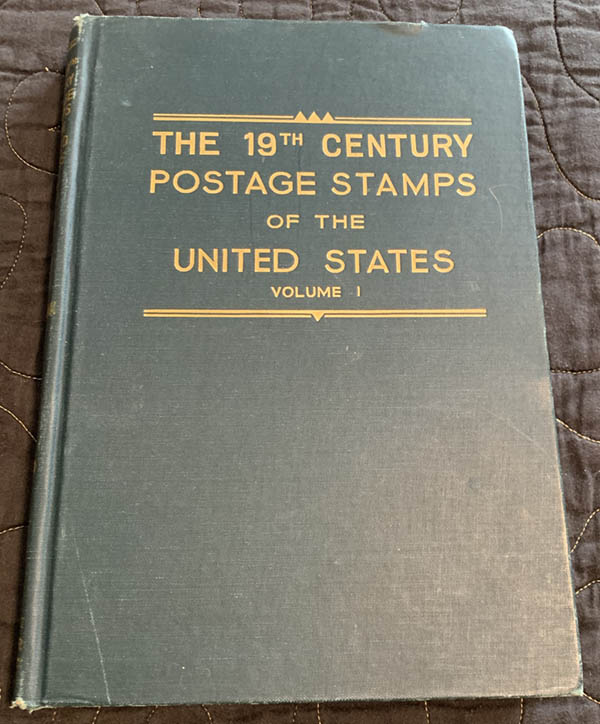 THE 19TH CENTURY
POSTAGE STAMPS
OF THE
UNITED STATES
VOLUME I